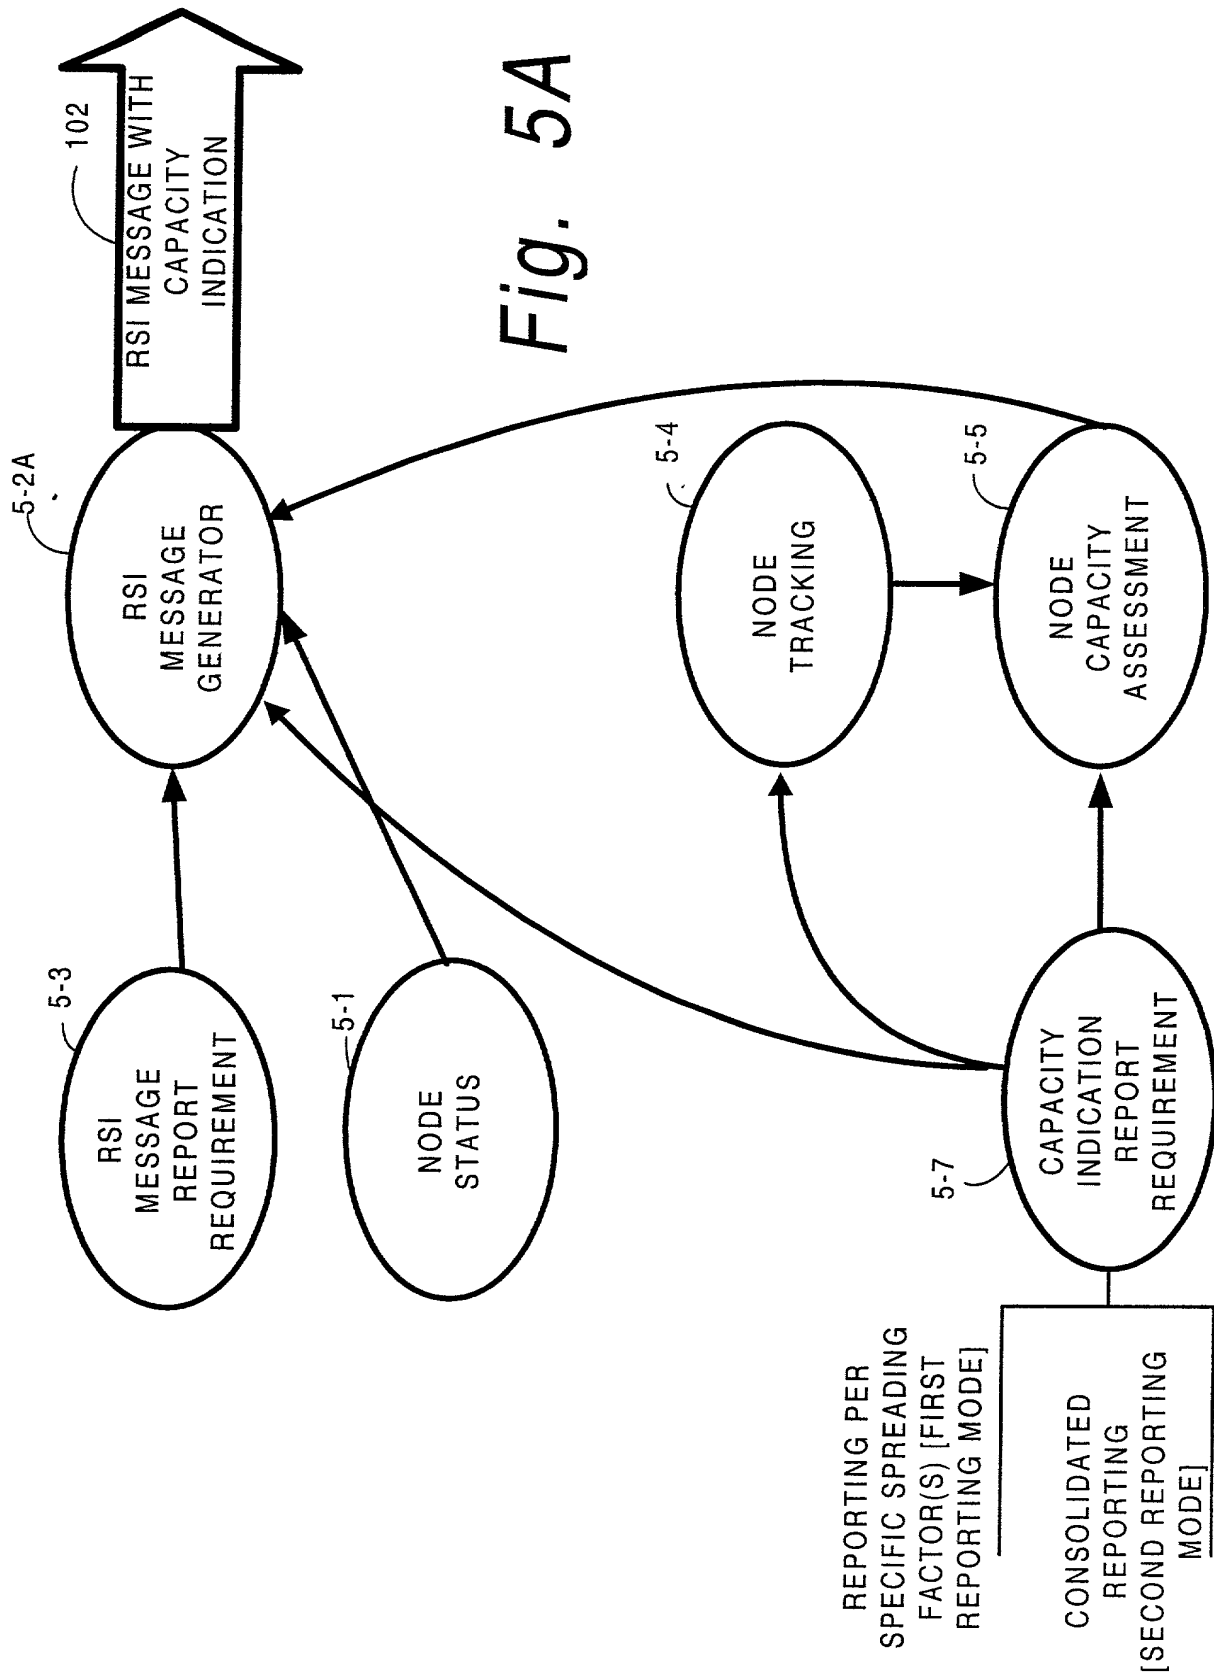 RSI
MESSAGE
REPORT
REQUIREMENT
5-3
RSI
MESSAGE
GENERATOR
5-2A
RSI MESSAGE WITH
CAPACITY
INDICATION
102
NODE
STATUS
5-1
Fig. 5A
NODE
TRACKING
5-4
REPORTING PER
SPECIFIC SPREADING
FACTOR(S) [FIRST
REPORTING MODE]
CONSOLIDATED
REPORTING
[SECOND REPORTING
MODE]
5-7
CAPACITY
INDICATION
REPORT
REQUIREMENT
NODE
CAPACITY
ASSESSMENT
5-5